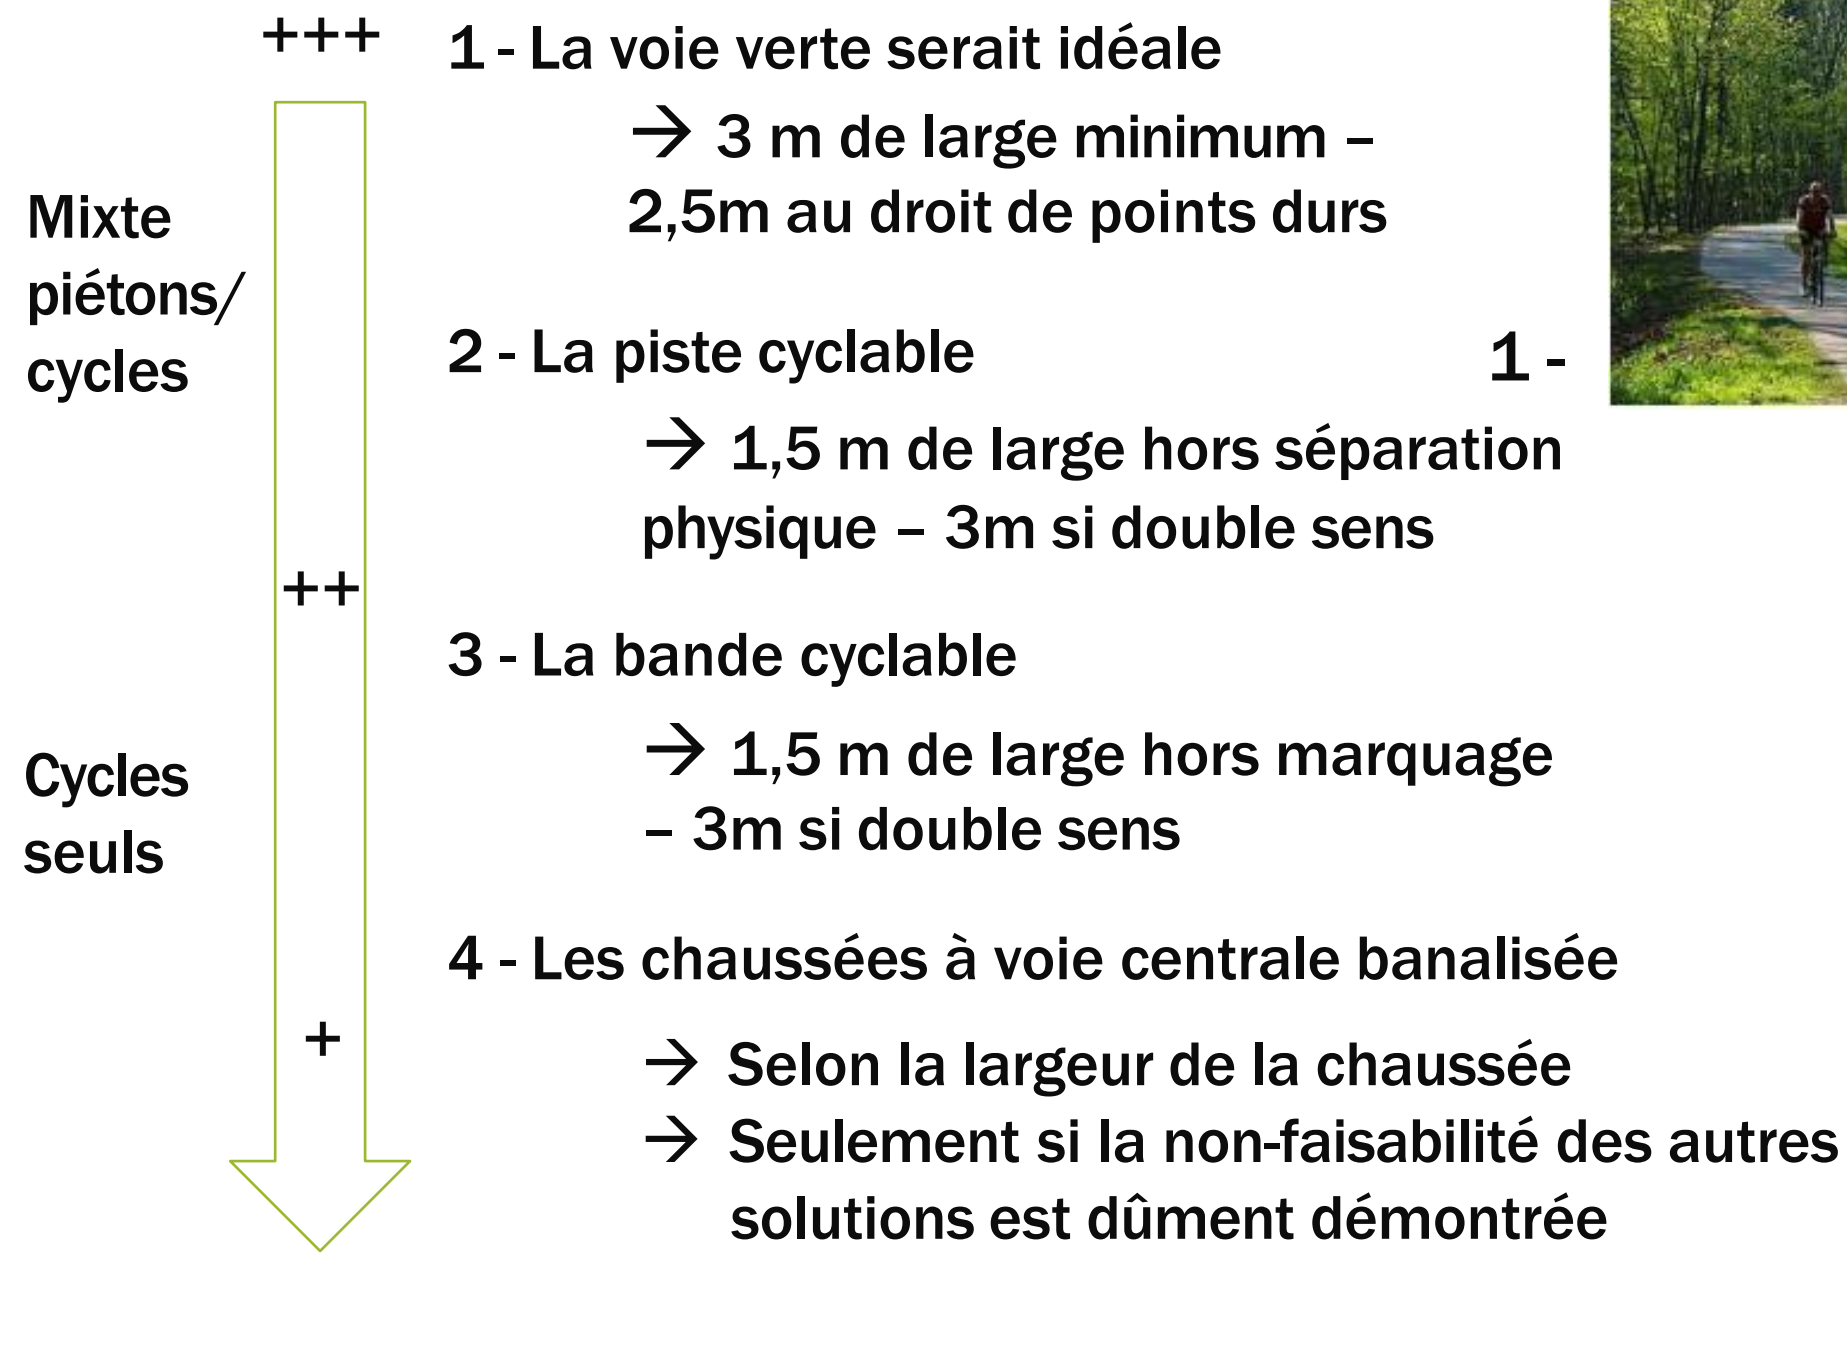 +++
1 - La voie verte serait idéale
→ 3 m de large minimum –
2,5m au droit de points durs
Mixte
piétons/
cycles
2 - La piste cyclable
1 -
→ 1,5 m de large hors séparation
physique – 3m si double sens
++
3 - La bande cyclable
→ 1,5 m de large hors marquage
– 3m si double sens
Cycles
seuls
4 - Les chaussées à voie centrale banalisée
+
→ Selon la largeur de la chaussée
→ Seulement si la non-faisabilité des autres
solutions est dûment démontrée